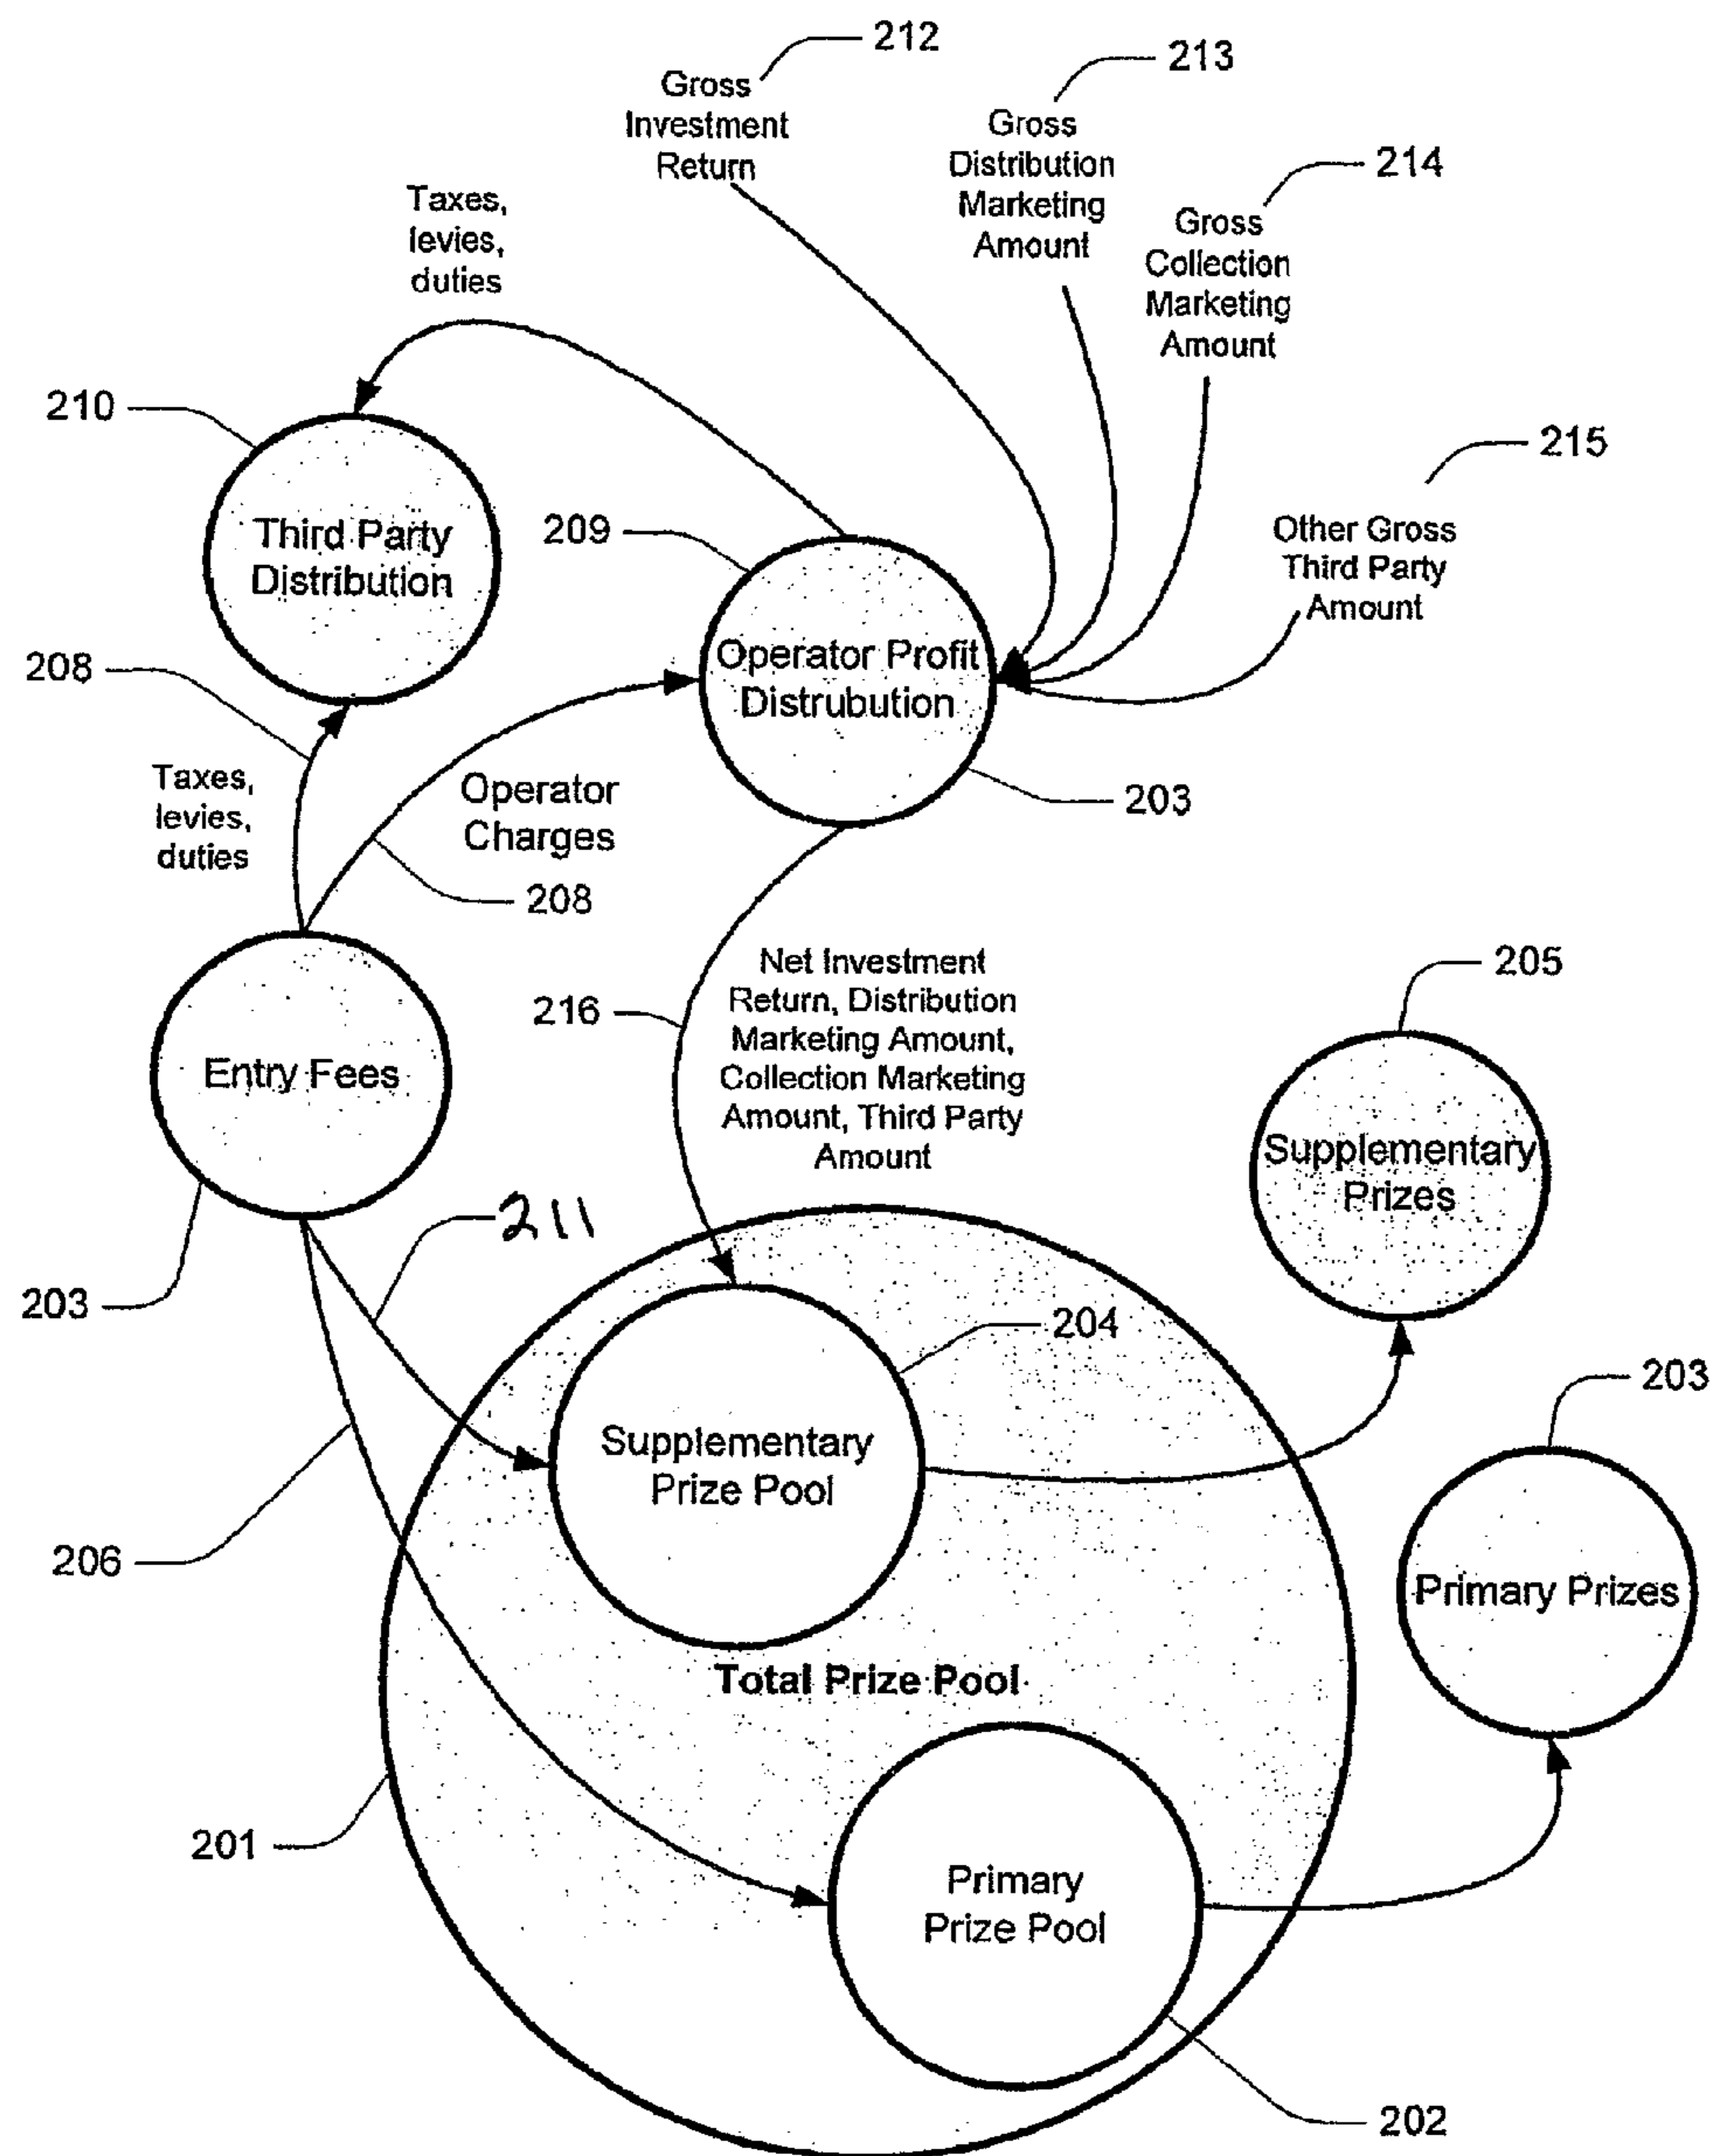 212
Gross
Investment
Return
213
Gross
Distribution
Marketing
Amount
214
Gross
Collection
Marketing
Amount
Taxes,
levies,
duties
210
Third Party
Distribution
215
Other Gross
Third Party
Amount
209
Operator Profit
Distrubution
203
208
Taxes,
levies,
duties
Operator
Charges
208
Entry Fees
203
216
Net Investment
Return, Distribution
Marketing Amount,
Collection Marketing
Amount, Third Party
Amount
205
Supplementary
Prizes
211
204
Supplementary
Prize Pool
203
Primary Prizes
206
Total Prize Pool
201
Primary
Prize Pool
202